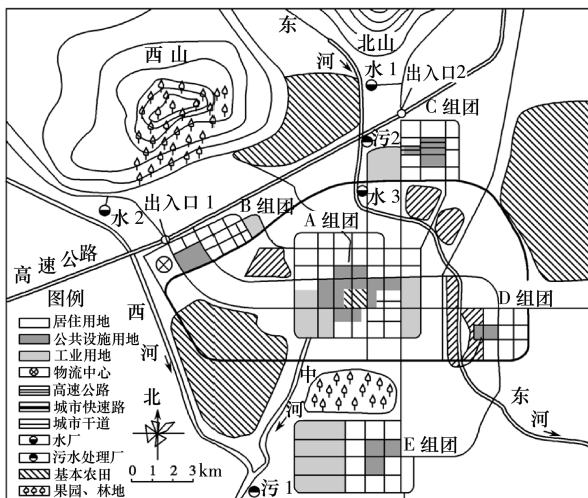 东
北山
西山
河
水1
出入口2
C组团
污2
水3
出入口1
B组团
A组团
水2
高速公路
西
河
D组团
中
河
东
河
E组团
污1
图例
居住用地
公共设施用地
工业用地
物流中心
高速公路
城市快速路
城市干道
水厂
污水处理厂
基本农田
果园、林地
北
0 1 2 3km